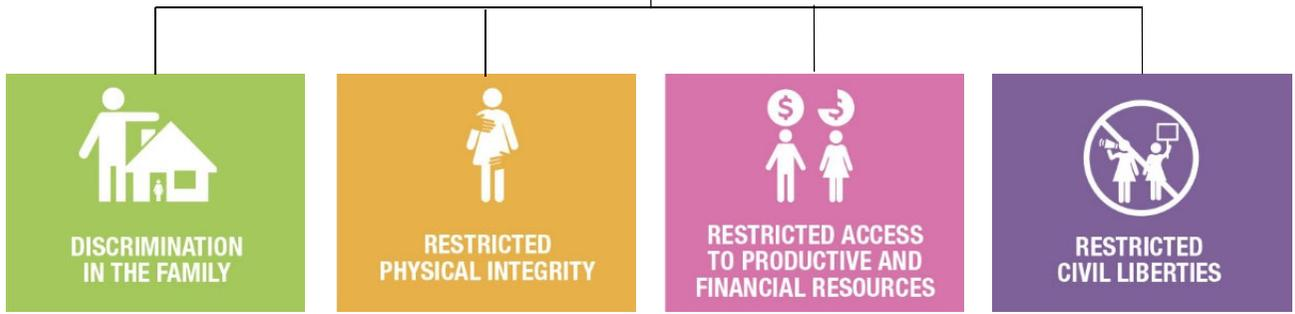 DISCRIMINATION
IN THE FAMILY
RESTRICTED
PHYSICAL INTEGRITY
$ $
RESTRICTED ACCESS
TO PRODUCTIVE AND
FINANCIAL RESOURCES
RESTRICTED
CIVIL LIBERTIES